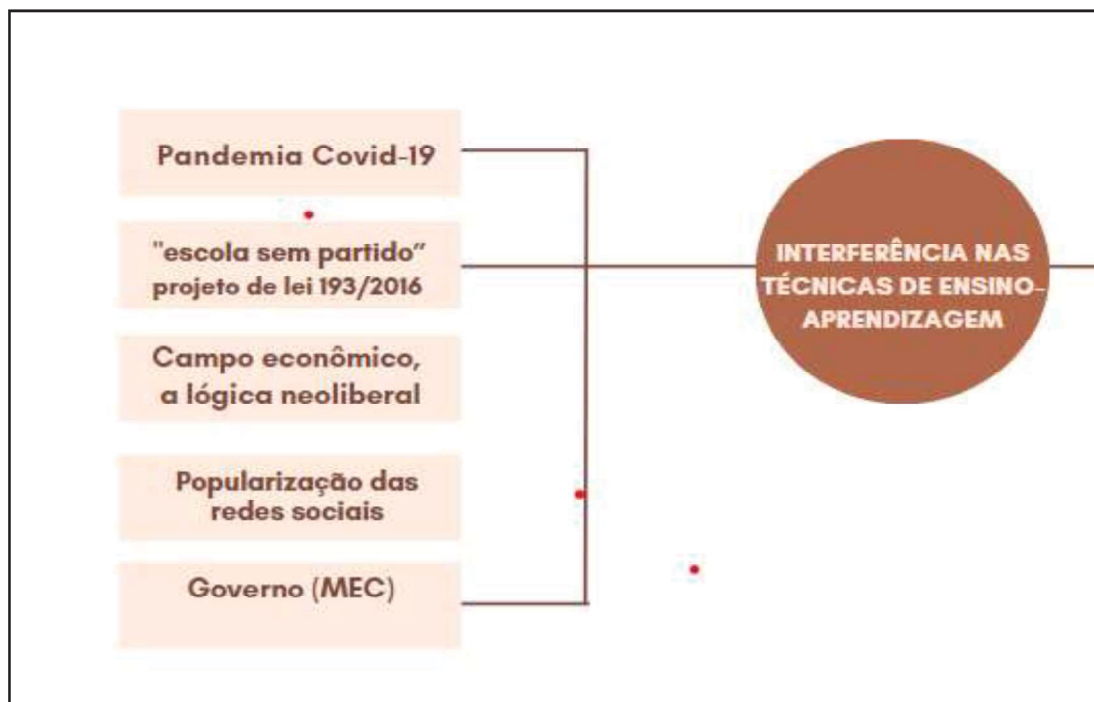 Pandemia Covid-19
"escola sem partido”
projeto de lei 193/2016
Campo econômico,
a lógica neoliberal
Popularização das
redes sociais
Governo (MEC)
INTERFERÊNCIA NAS
TÉCNICAS DE ENSINO-
APRENDIZAGEM